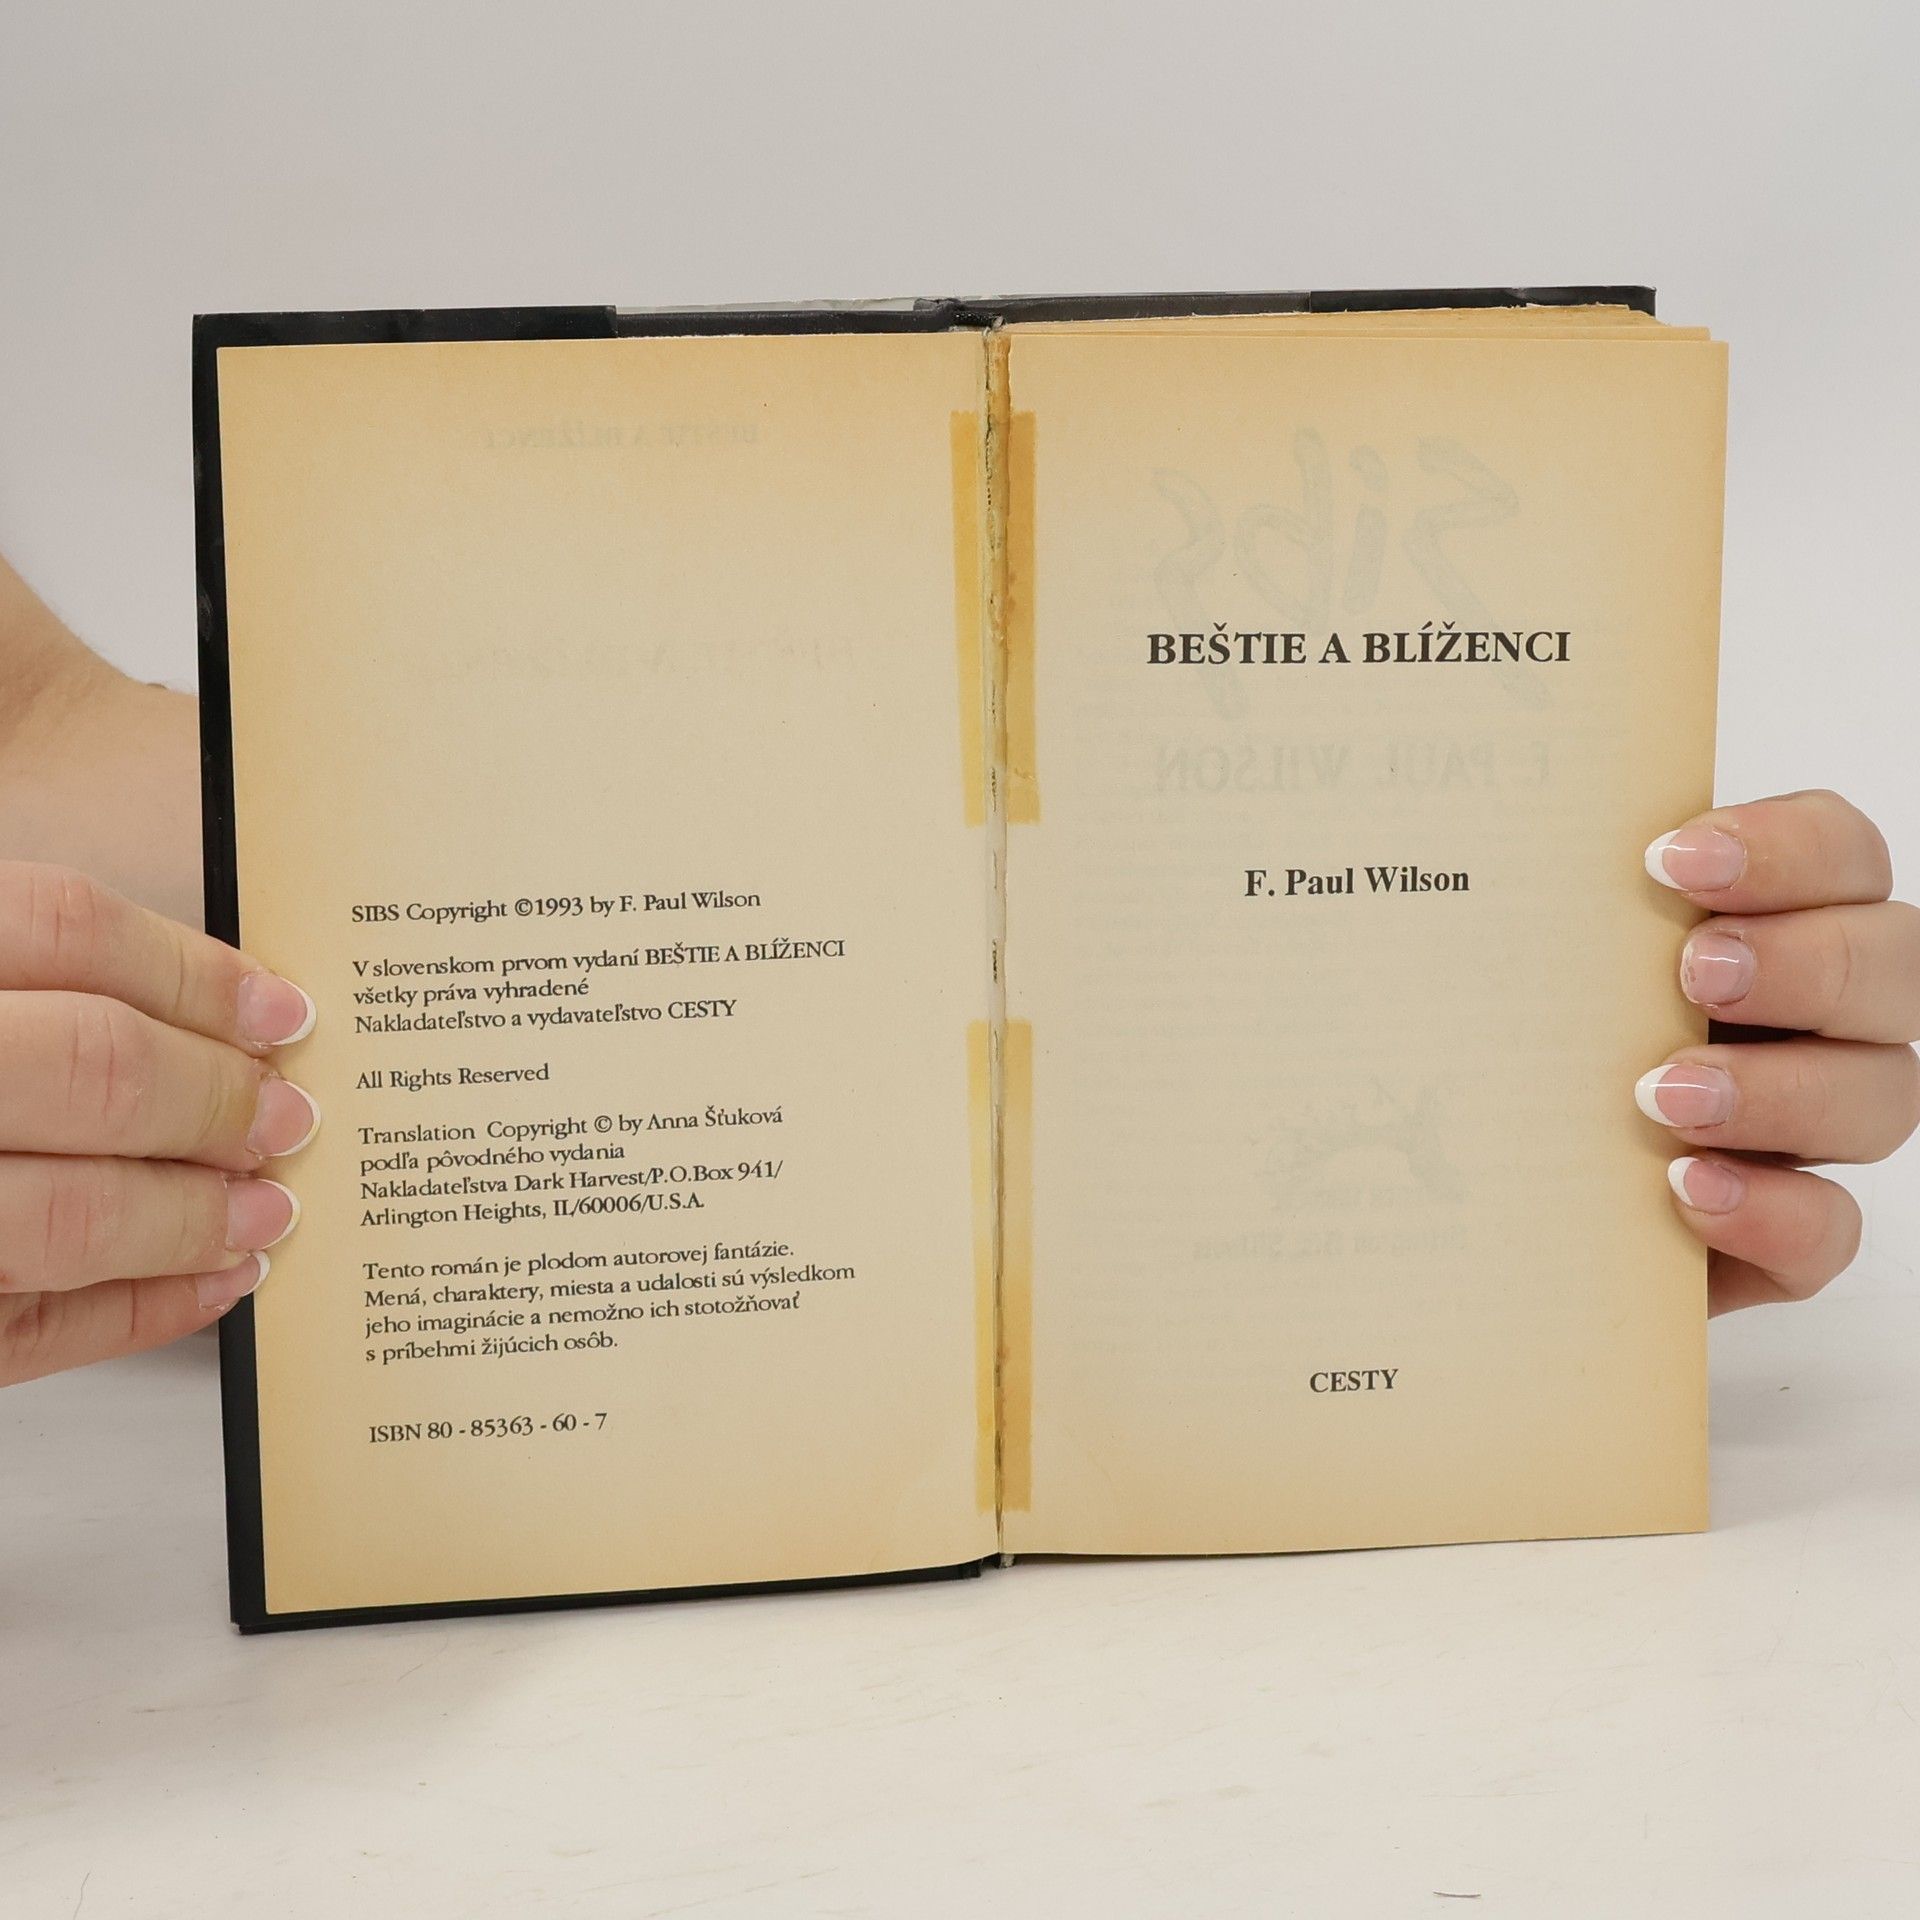 SIBS Copyright ©1993 by F. Paul Wilson
V slovenskom prvom vydaní BEŠTIE A BLÍŽENCI
všetky práva vyhradené
Nakladateľstvo a vydavateľstvo CESTY
All Rights Reserved
Translation Copyright © by Anna Šťuková
podľa pôvodného vydania
Nakladateľstva Dark Harvest/P.O.Box 941/
Arlington Heights, IL/60006/U.S.A.
Tento román je plodom autorovej fantázie.
Mená, charaktery, miesta a udalosti sú výsledkom
jeho imaginácie a nemožno ich stotožňovať
s príbehmi žijúcich osôb.
ISBN 80 - 85363 - 60 - 7
BEŠTIE A BLÍŽENCI
F. Paul Wilson
CESTY